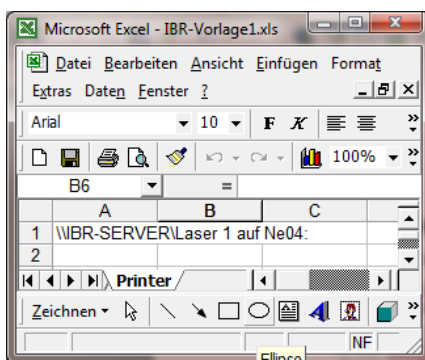 Microsoft Excel - IBR-Vorlage1.xls
Datei Bearbeiten Ansicht Einfügen Format
Extras Daten Fenster ?
Arial 10 F K
100%
B6 =
A B C
1 \\IBR-SERVER\Laser 1 auf Ne04:
2
Printer
Zeichnen
NF
Ellipse